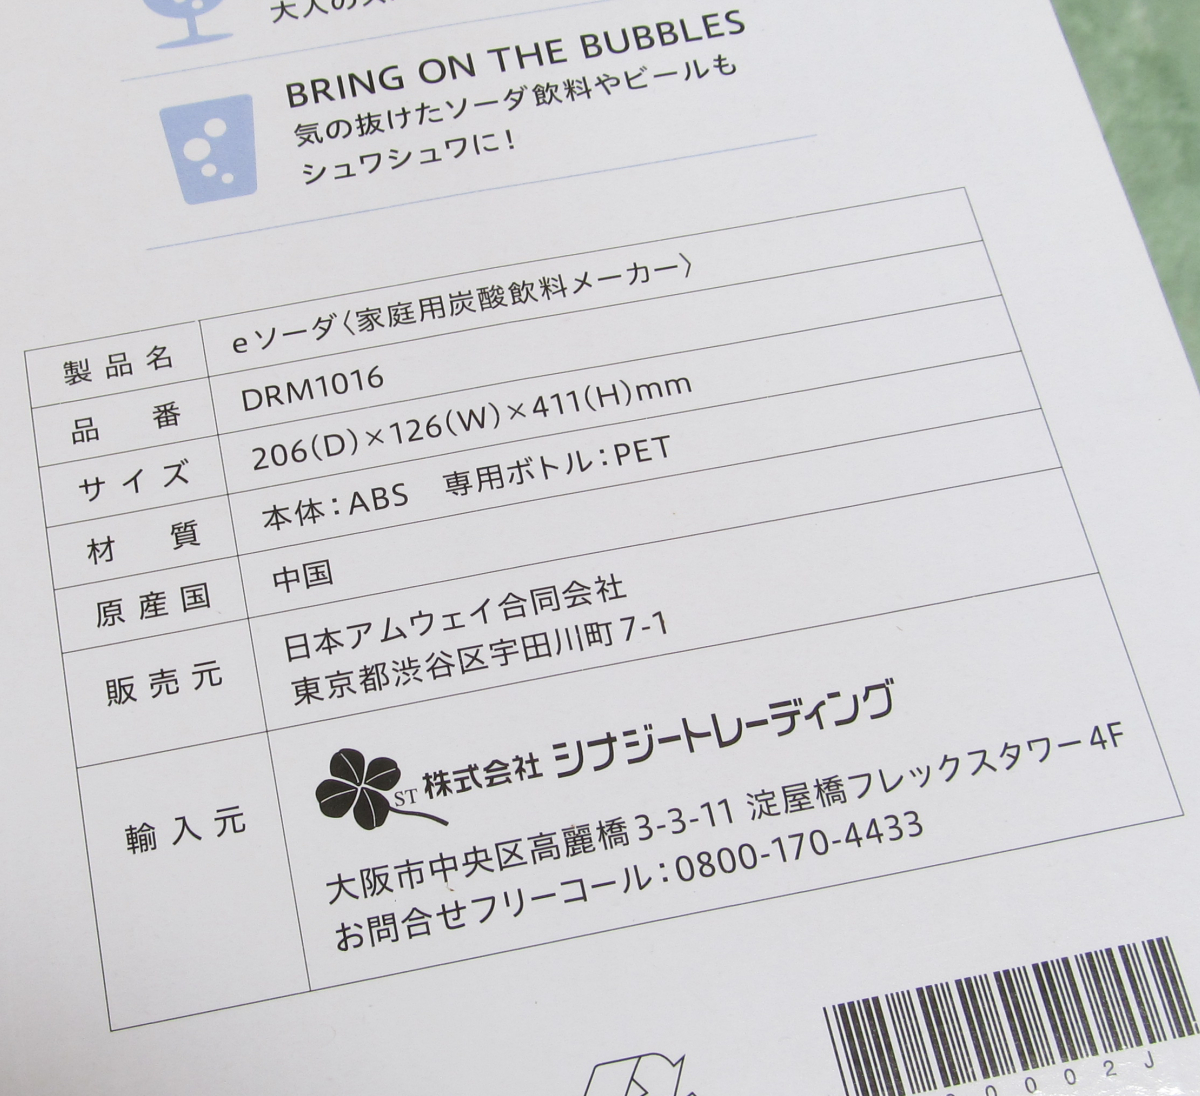 大人の
BRING ON THE BUBBLES
気の抜けたソーダ飲料やビールも
シュワシュワに!
製品名 eソーダ〈家庭用炭酸飲料メーカー〉
品番 DRM1016
サイズ 206(D)×126(W)×411(H)mm
材質 本体:ABS 専用ボトル:PET
原産国 中国
販売元 日本アムウェイ合同会社
東京都渋谷区宇田川町7-1
輸入元 ST 株式会社 シナジートレーディング
大阪市中央区高麗橋3-3-11 淀屋橋フレックスタワー4F
お問合せフリーコール:0800-170-4433
0002J